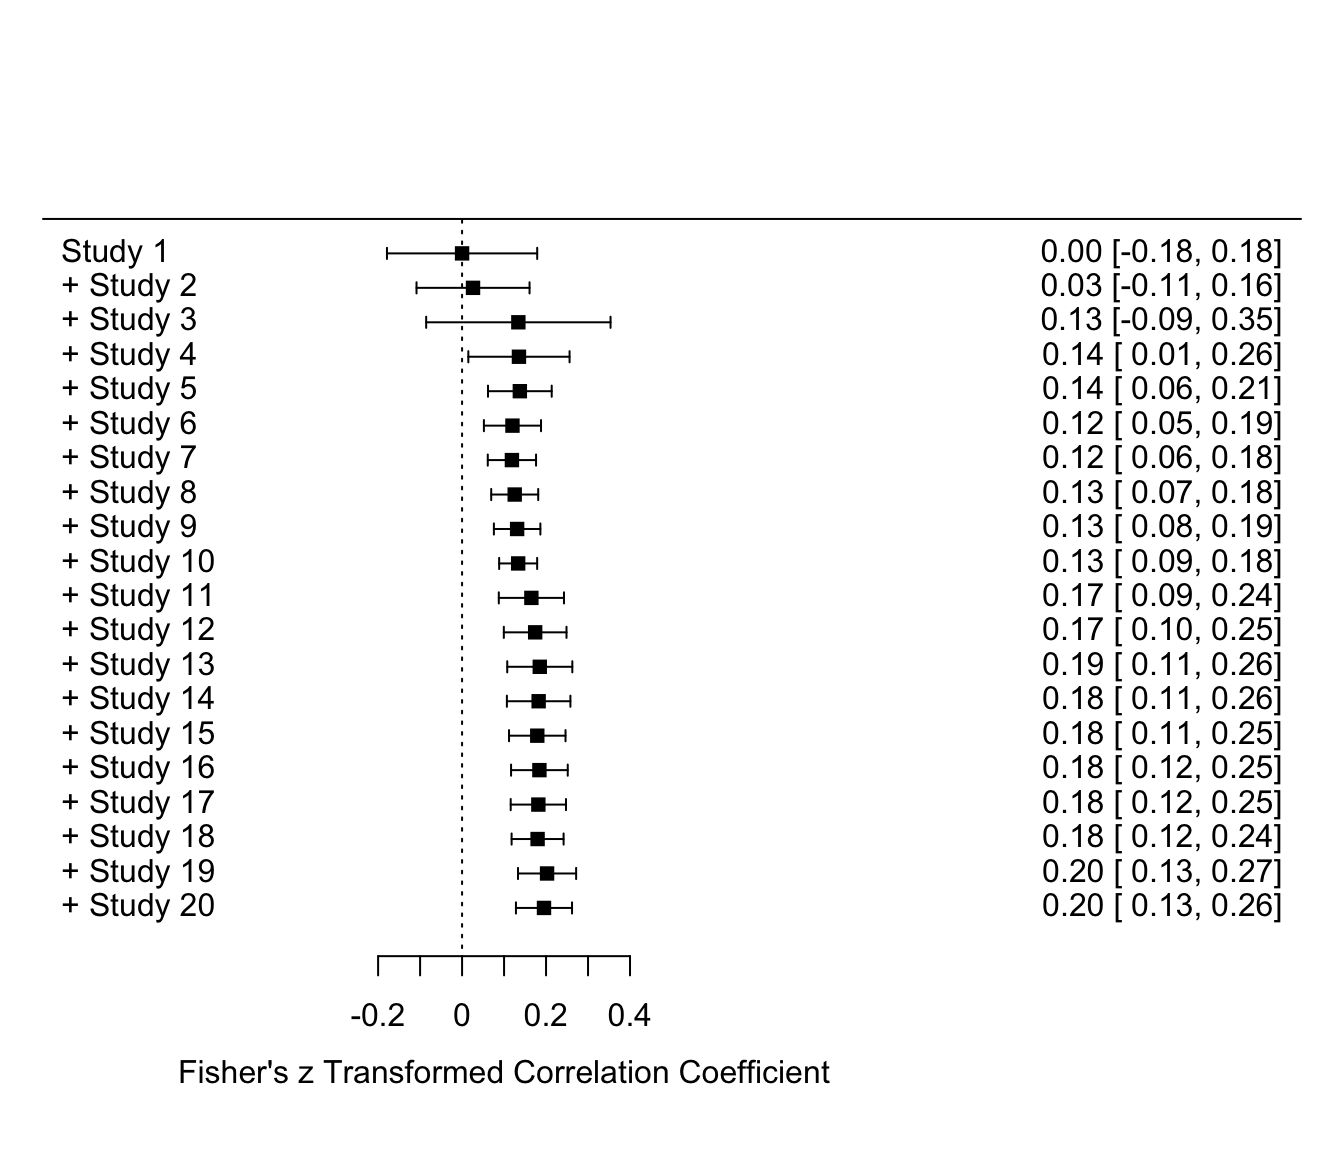 Study 1 0.00 [-0.18, 0.18]
+ Study 2 0.03 [-0.11, 0.16]
+ Study 3 0.13 [-0.09, 0.35]
+ Study 4 0.14 [ 0.01, 0.26]
+ Study 5 0.14 [ 0.06, 0.21]
+ Study 6 0.12 [ 0.05, 0.19]
+ Study 7 0.12 [ 0.06, 0.18]
+ Study 8 0.13 [ 0.07, 0.18]
+ Study 9 0.13 [ 0.08, 0.19]
+ Study 10 0.13 [ 0.09, 0.18]
+ Study 11 0.17 [ 0.09, 0.24]
+ Study 12 0.17 [ 0.10, 0.25]
+ Study 13 0.19 [ 0.11, 0.26]
+ Study 14 0.18 [ 0.11, 0.26]
+ Study 15 0.18 [ 0.11, 0.25]
+ Study 16 0.18 [ 0.12, 0.25]
+ Study 17 0.18 [ 0.12, 0.25]
+ Study 18 0.18 [ 0.12, 0.24]
+ Study 19 0.20 [ 0.13, 0.27]
+ Study 20 0.20 [ 0.13, 0.26]
-0.2 0 0.2 0.4
Fisher's z Transformed Correlation Coefficient